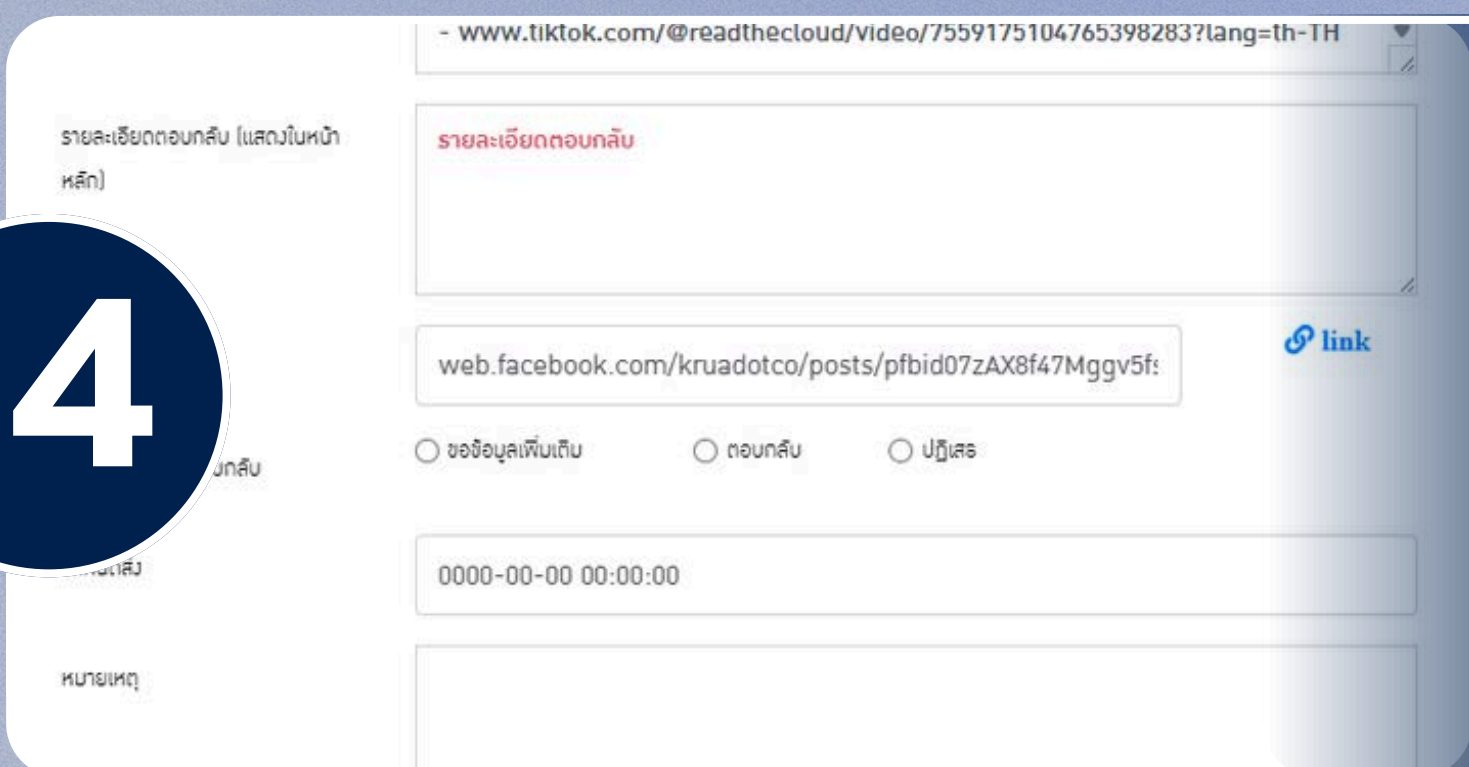 - www.tiktok.com/@readthecloud/video/7559175104765398283?lang=th-TH
รายละเอียดตอบกลับ (แสดงในหน้า
หลัก)
รายละเอียดตอบกลับ
4
web.facebook.com/kruadotco/posts/pfbid07zAX8f47Mggv5fs
link
ขอข้อมูลเพิ่มเติม ตอบกลับ ปฏิเสธ
0000-00-00 00:00:00
หมายเหตุ